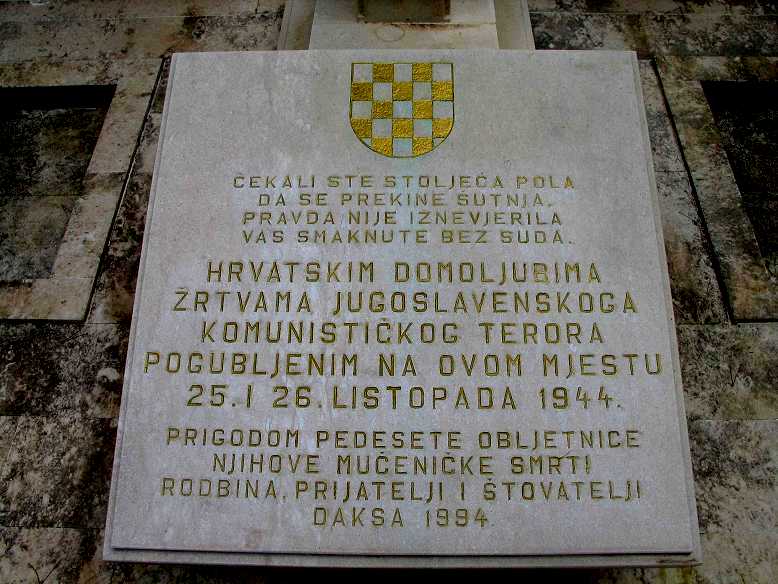 ČEKALI STE STOLJEĆA POLA
DA SE PREKINE ŠUTNJA.
PRAVDA NIJE IZNEVJERILA
VAS SMAKNUTE BEZ SUDA.
HRVATSKIM DOMOLJUBIMA
ŽRTVAMA JUGOSLAVENSKOGA
KOMUNISTIČKOG TERORA
POGUBLJENIM NA OVOM MJESTU
25. I 26. LISTOPADA 1944.
PRIGODOM PEDESETE OBLJETNICE
NJIHOVE MUČENIČKE SMRTI
RODBINA, PRIJATELJI I ŠTOVATELJI
DAKSA 1994.